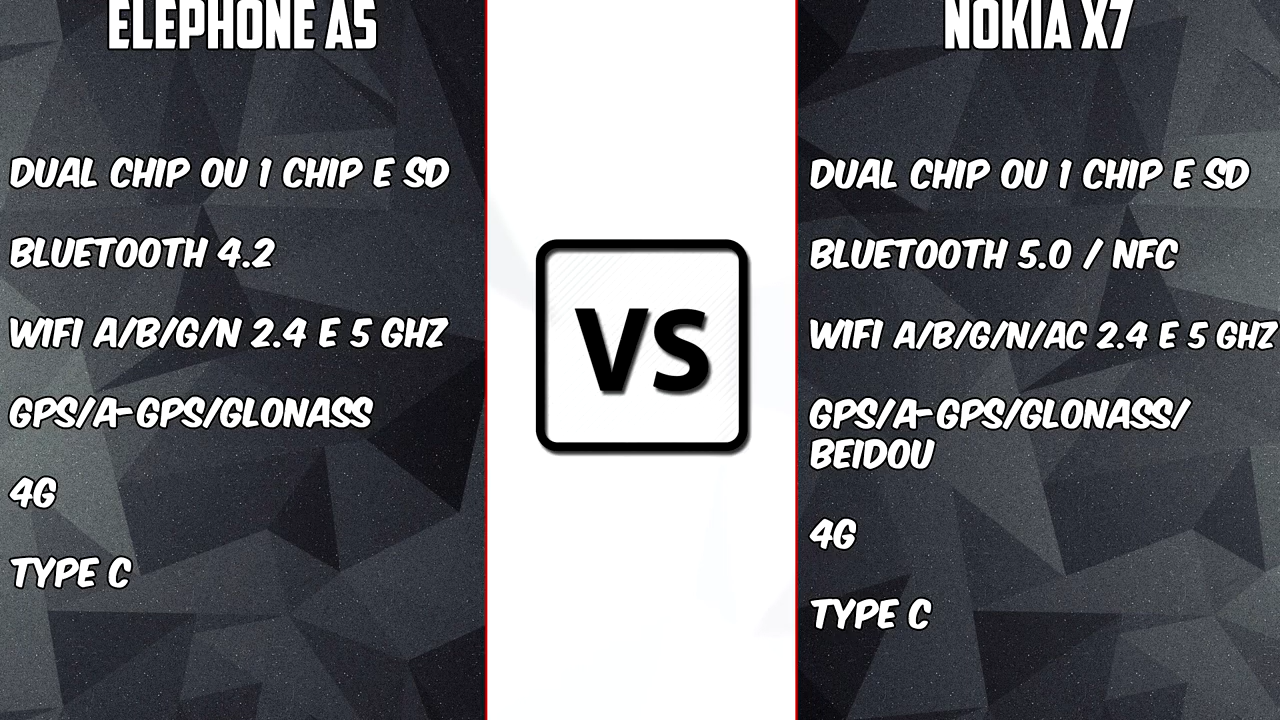 ELEPHONE A5
DUAL CHIP OU 1 CHIP E SD
BLUETOOTH 4.2
WIFI A/B/G/N 2.4 E 5 GHZ
GPS/A-GPS/GLONASS
4G
TYPE C
VS
NOKIA X7
DUAL CHIP OU 1 CHIP E SD
BLUETOOTH 5.0 / NFC
WIFI A/B/G/N/AC 2.4 E 5 GHZ
GPS/A-GPS/GLONASS/
BEIDOU
4G
TYPE C